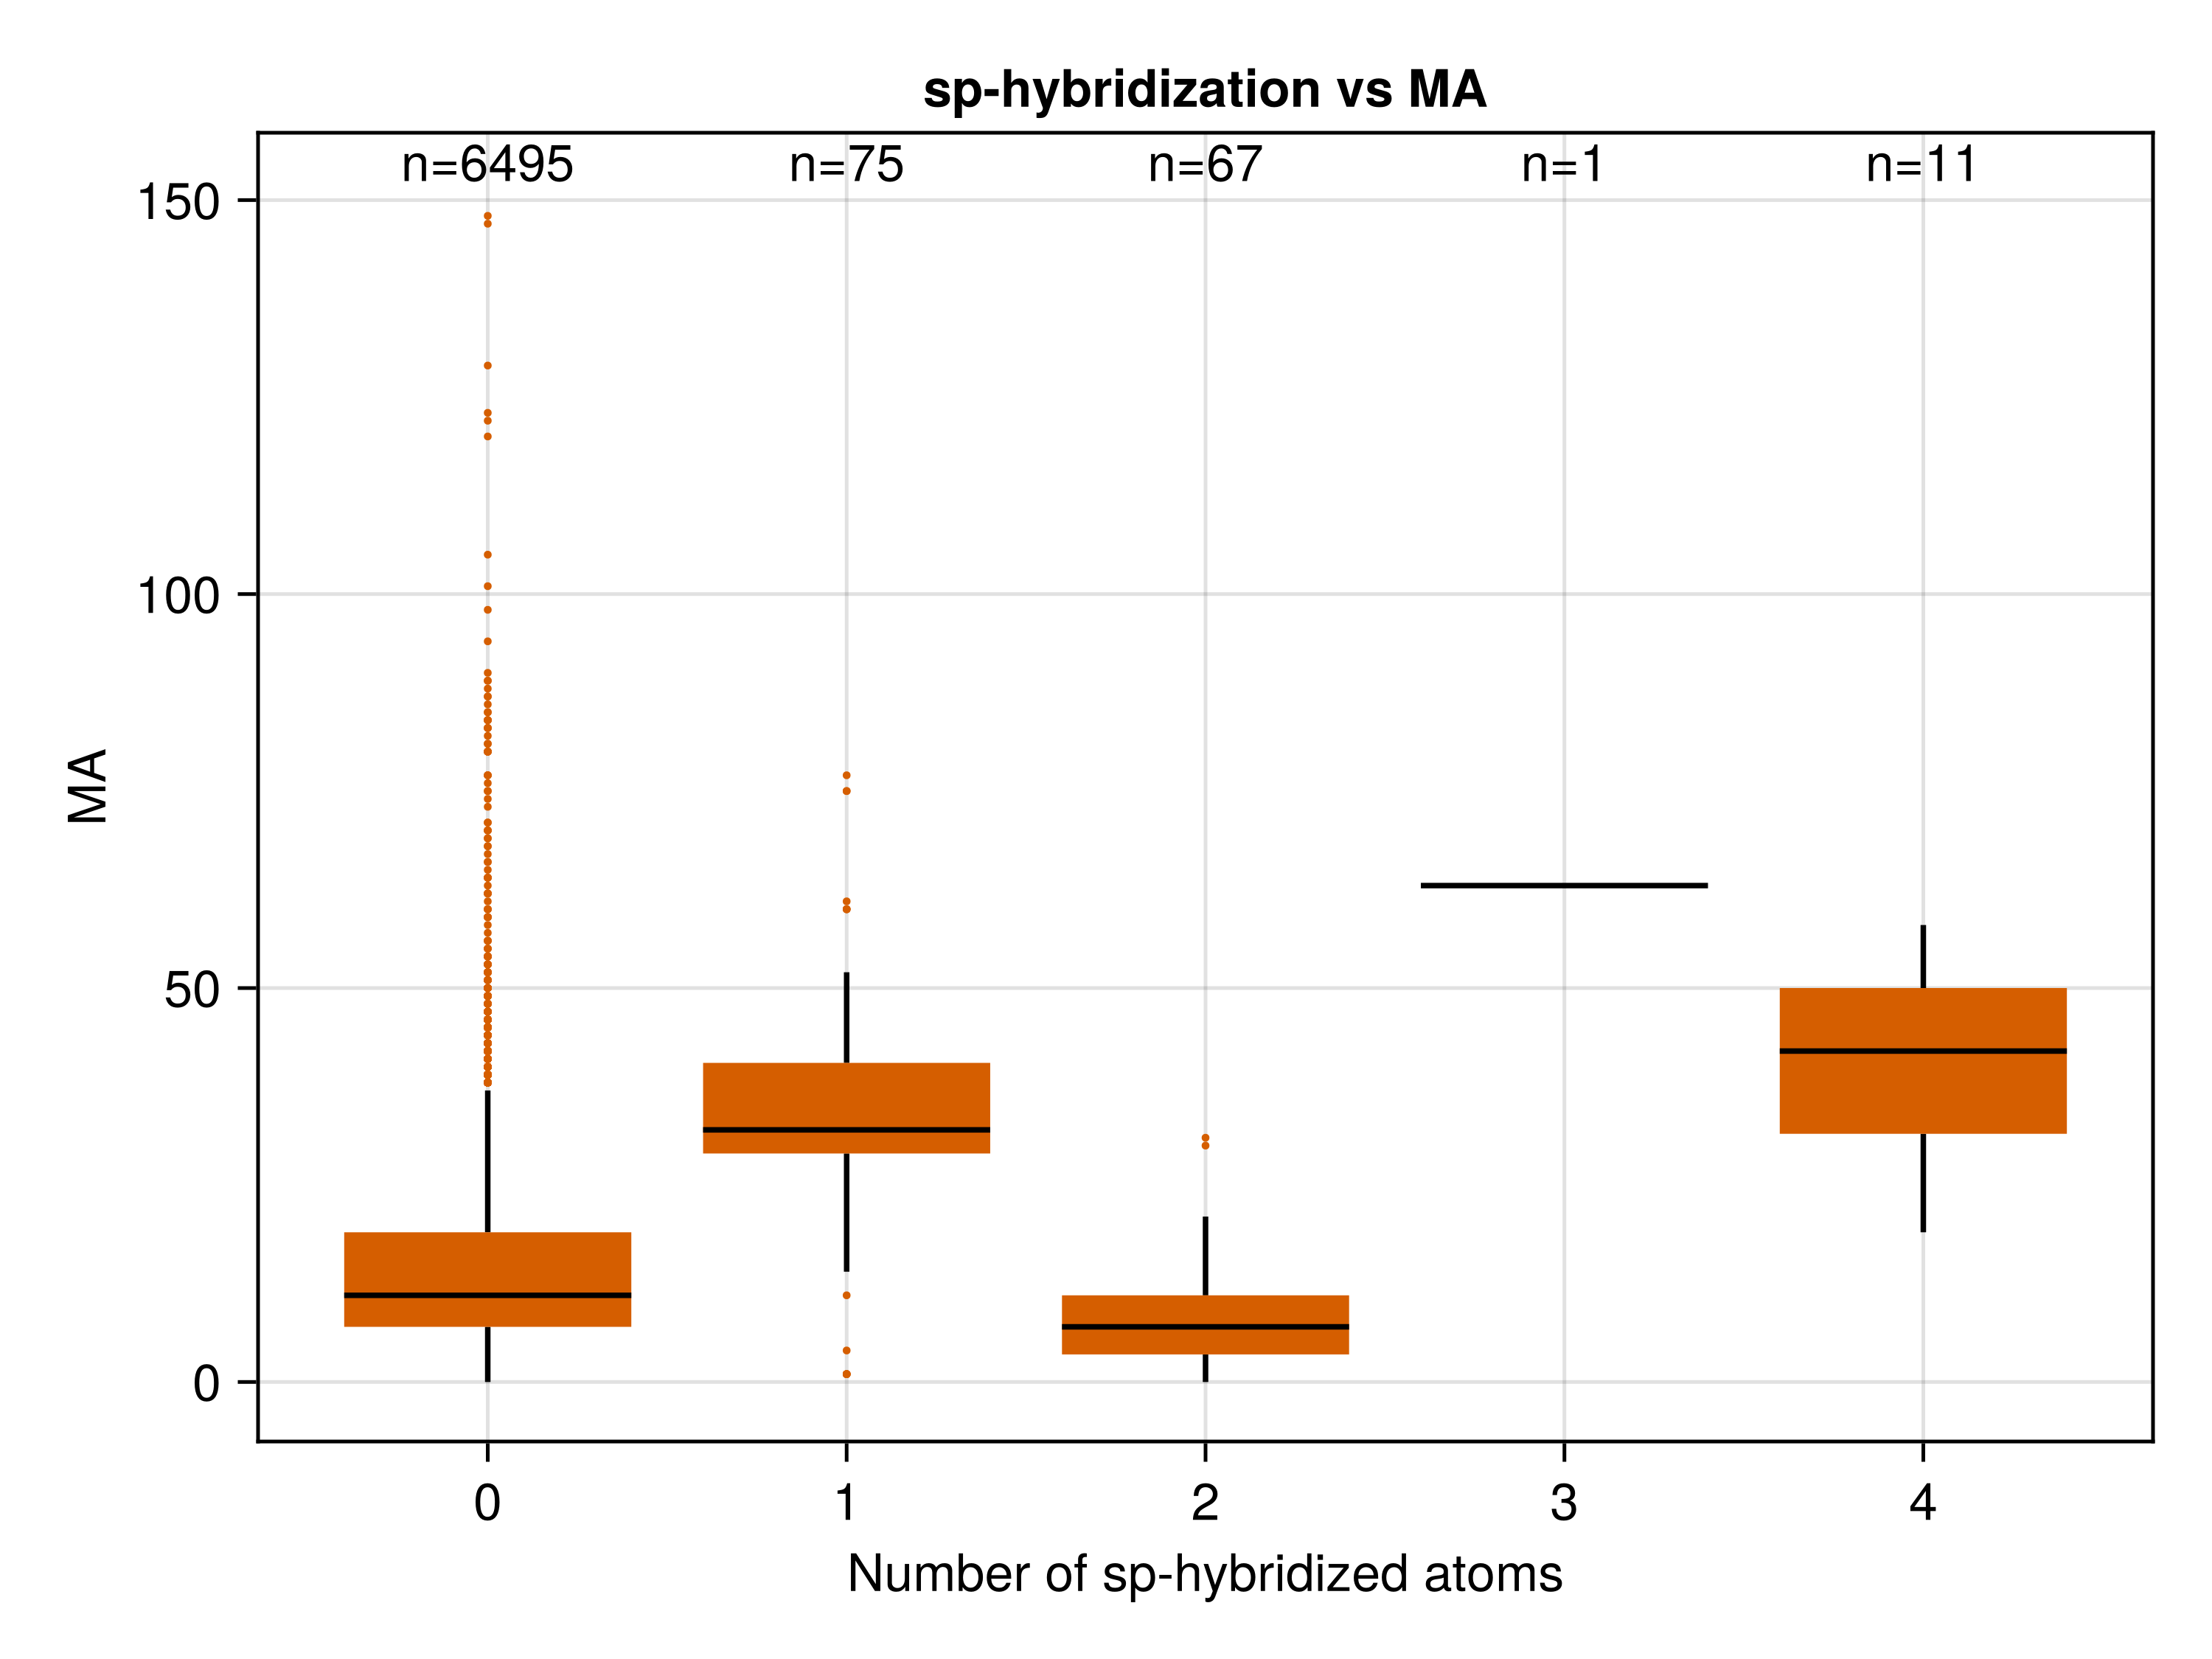 sp-hybridization vs MA
n=6495 n=75 n=67 n=1 n=11
150
100
50
0
MA
0 1 2 3 4
Number of sp-hybridized atoms